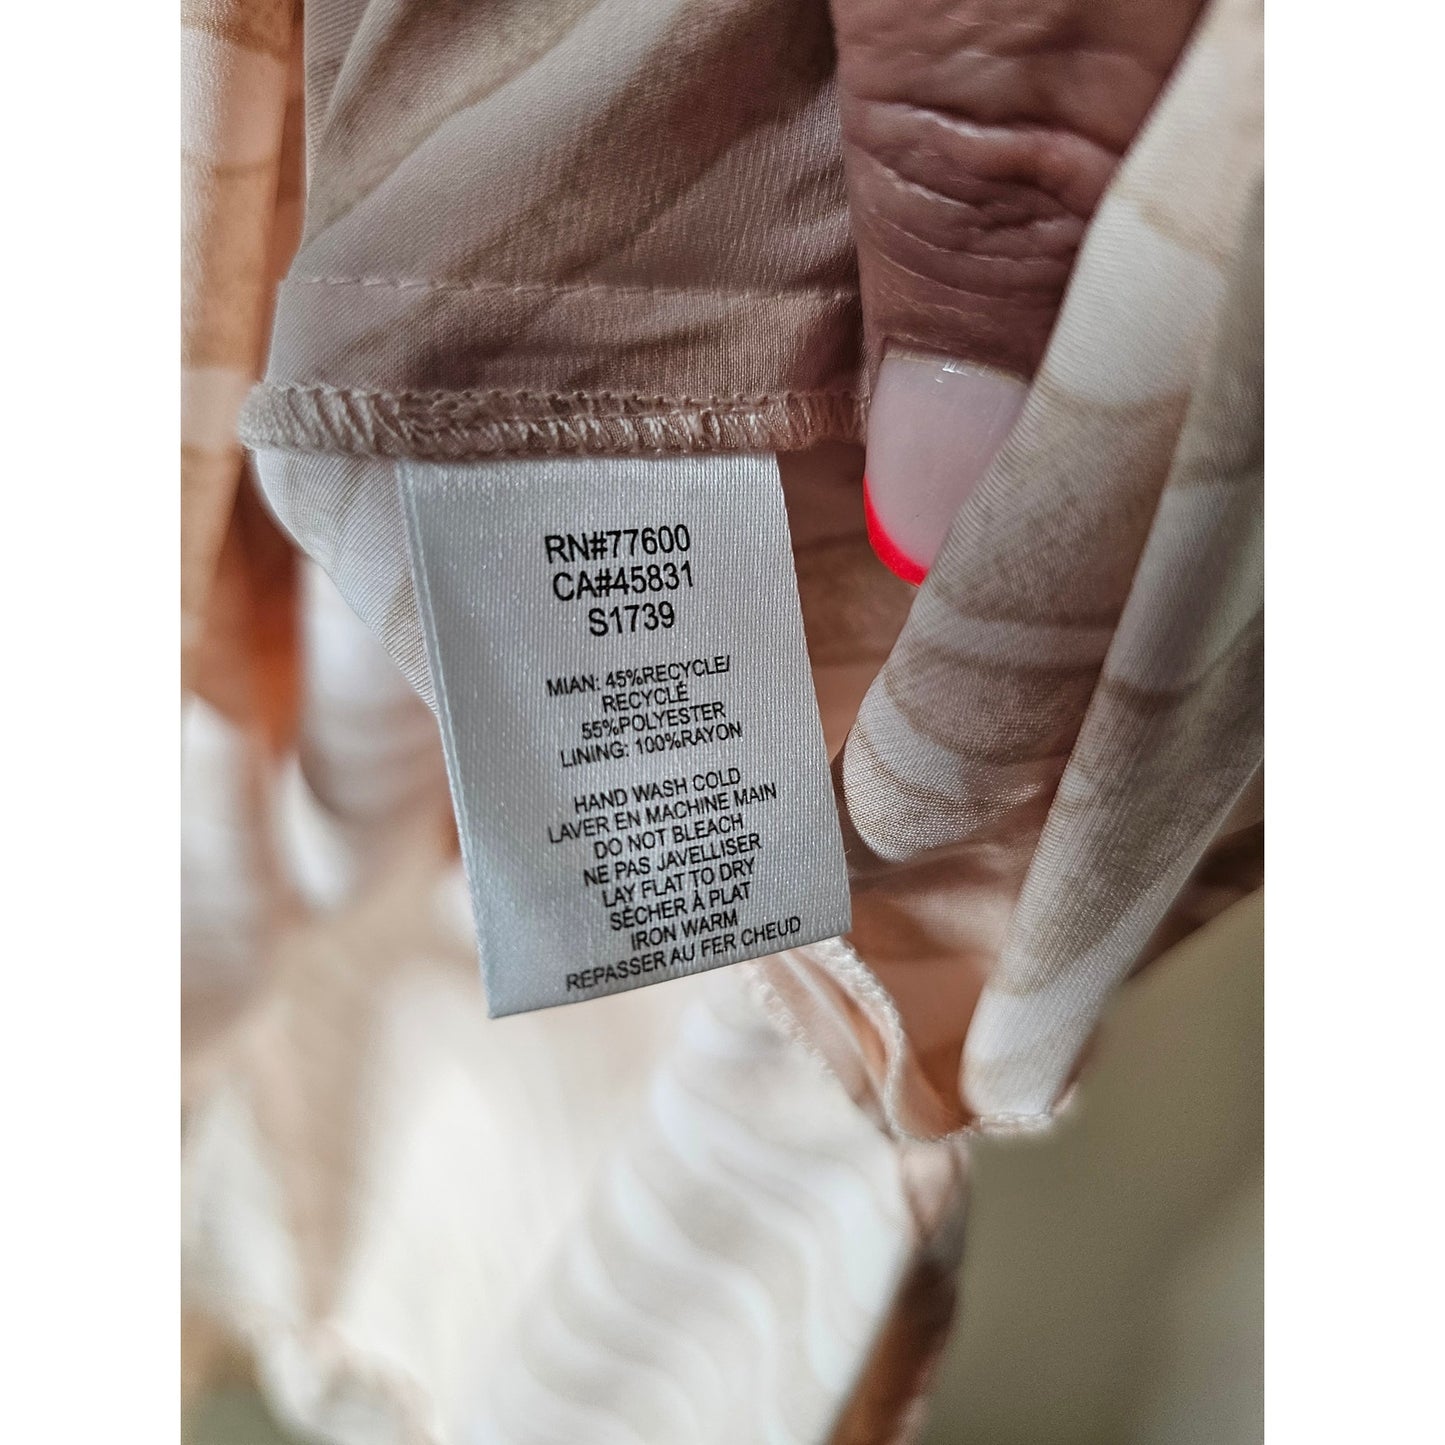 RN#77600
CA#45831
S1739
MIAN: 45%RECYCLE/
RECYCLÉ
55%POLYESTER
LINING: 100%RAYON
HAND WASH COLD
LAVER EN MACHINE MAIN
DO NOT BLEACH
NE PAS JAVELLISER
LAY FLAT TO DRY
SÉCHER À PLAT
IRON WARM
REPASSER AU FER CHEUD